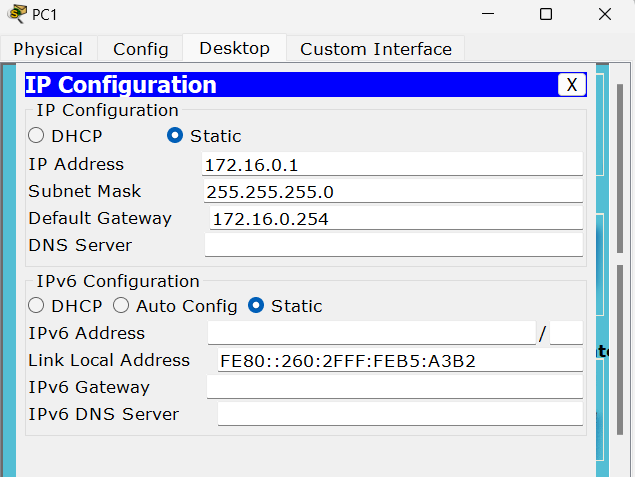 PC1
Physical Config Desktop Custom Interface
IP Configuration X
IP Configuration
DHCP Static
IP Address 172.16.0.1
Subnet Mask 255.255.255.0
Default Gateway 172.16.0.254
DNS Server
IPv6 Configuration
DHCP Auto Config Static
IPv6 Address /
Link Local Address FE80::260:2FFF:FEB5:A3B2
IPv6 Gateway
IPv6 DNS Server